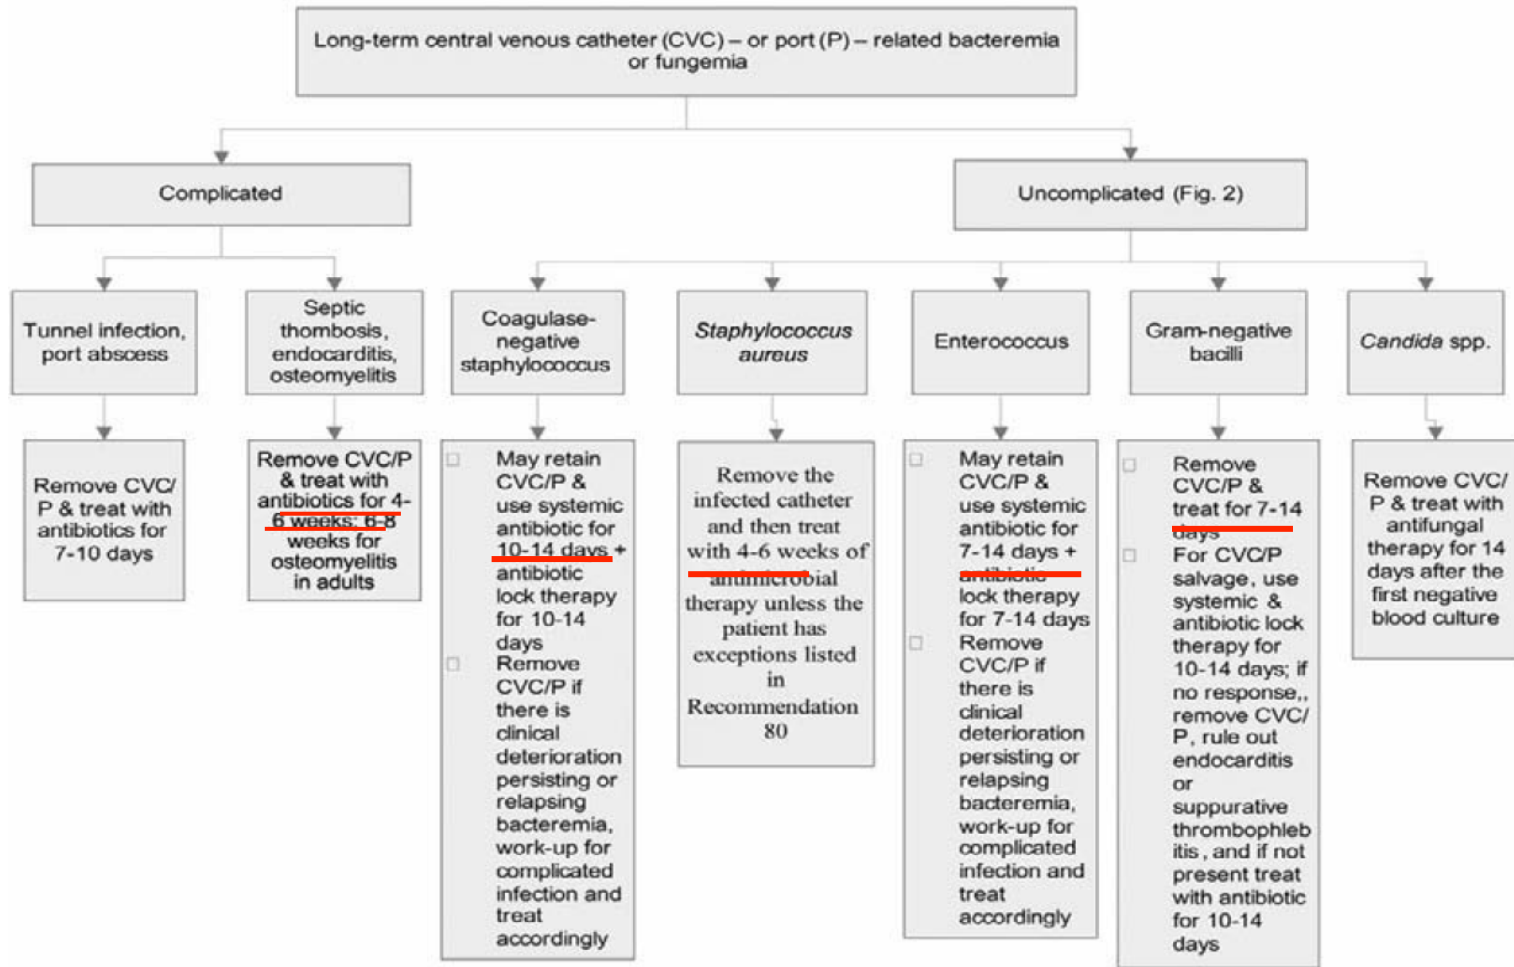 Long-term central venous catheter (CVC) – or port (P) – related bacteremia
or fungemia
Complicated
Uncomplicated (Fig. 2)
Tunnel infection,
port abscess
Septic
thombosis,
endocarditis,
osteomyelitis
Coagulase-
negative
staphylococcus
Staphylococcus
aureus
Enterococcus
Gram-negative
bacilli
Candida spp.
Remove CVC/
P & treat with
antibiotics for
7-10 days
Remove CVC/P
& treat with
antibiotics for 4-
6 weeks; 6-8
weeks for
osteomyelitis
in adults
May retain
CVC/P &
use systemic
antibiotic for
10-14 days +
antibiotic
lock therapy
for 10-14
days
Remove
CVC/P if
there is
clinical
deterioration
persisting or
relapsing
bacteremia,
work-up for
complicated
infection and
treat
accordingly
Remove the
infected catheter
and then treat
with 4-6 weeks of
antimicrobial
therapy unless the
patient has
exceptions listed
in
Recommendation
80
May retain
CVC/P &
use systemic
antibiotic for
7-14 days +
antibiotic
lock therapy
for 7-14 days
Remove
CVC/P if
there is
clinical
deterioration
persisting or
relapsing
bacteremia,
work-up for
complicated
infection and
treat
accordingly
Remove
CVC/P &
treat for 7-14
days
For CVC/P
salvage, use
systemic &
antibiotic lock
therapy for
10-14 days; if
no response,,
remove CVC/
P, rule out
endocarditis
or
suppurative
thrombophleb
itis, and if not
present treat
with antibiotic
for 10-14
days
Remove CVC/
P & treat with
antifungal
therapy for 14
days after the
first negative
blood culture